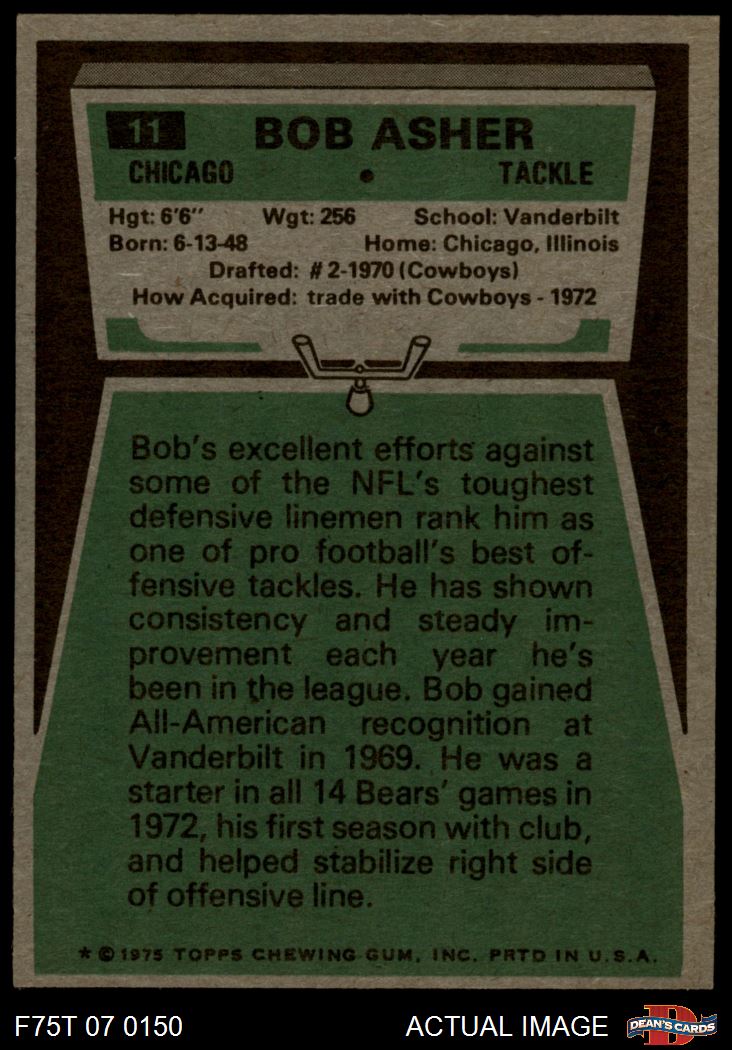 11 BOB ASHER
CHICAGO • TACKLE
Hgt: 6'6" Wgt: 256 School: Vanderbilt
Born: 6-13-48 Home: Chicago, Illinois
Drafted: #2-1970 (Cowboys)
How Acquired: trade with Cowboys - 1972
Bob's excellent efforts against
some of the NFL's toughest
defensive linemen rank him as
one of pro football's best of-
fensive tackles. He has shown
consistency and steady im-
provement each year he's
been in the league. Bob gained
All-American recognition at
Vanderbilt in 1969. He was a
starter in all 14 Bears' games in
1972, his first season with club,
and helped stabilize right side
of offensive line.
* © 1975 TOPPS CHEWING GUM, INC. PRTD IN U.S.A.
F75T 07 0150 ACTUAL IMAGE D DEAN'S CARDS